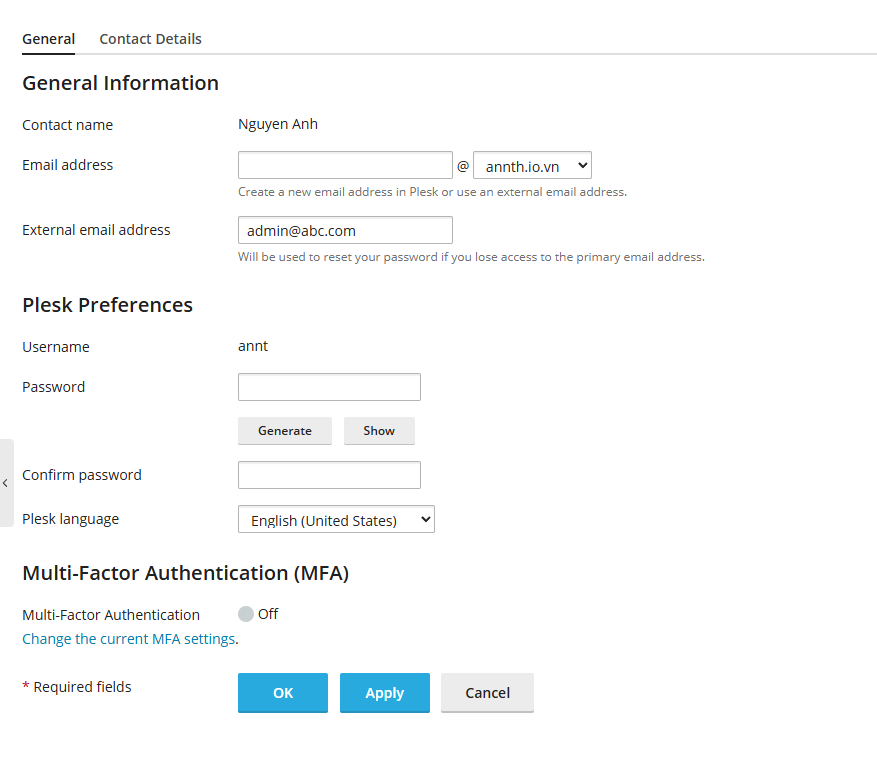 General Contact Details
General Information
Contact name Nguyen Anh
Email address @ annth.io.vn
Create a new email address in Plesk or use an external email address.
External email address admin@abc.com
Will be used to reset your password if you lose access to the primary email address.
Plesk Preferences
Username annt
Password
Generate Show
Confirm password
Plesk language English (United States)
Multi-Factor Authentication (MFA)
Multi-Factor Authentication Off
Change the current MFA settings.
* Required fields OK Apply Cancel